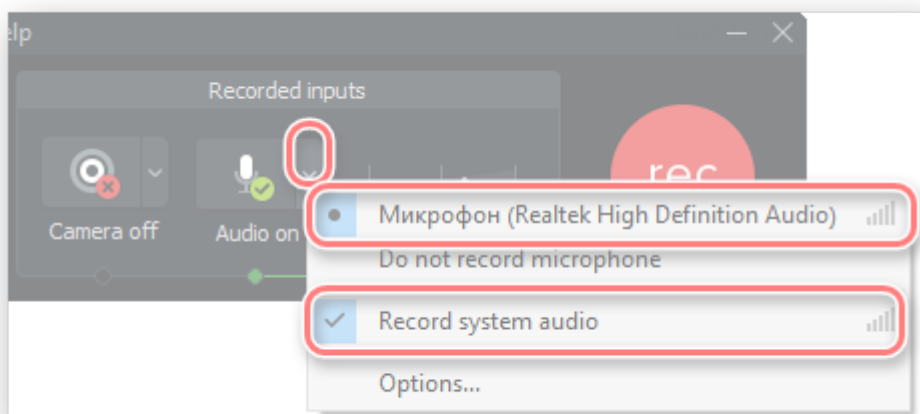 elp
Recorded inputs
rec
Camera off
Audio on
Микрофон (Realtek High Definition Audio)
Do not record microphone
Record system audio
Options...